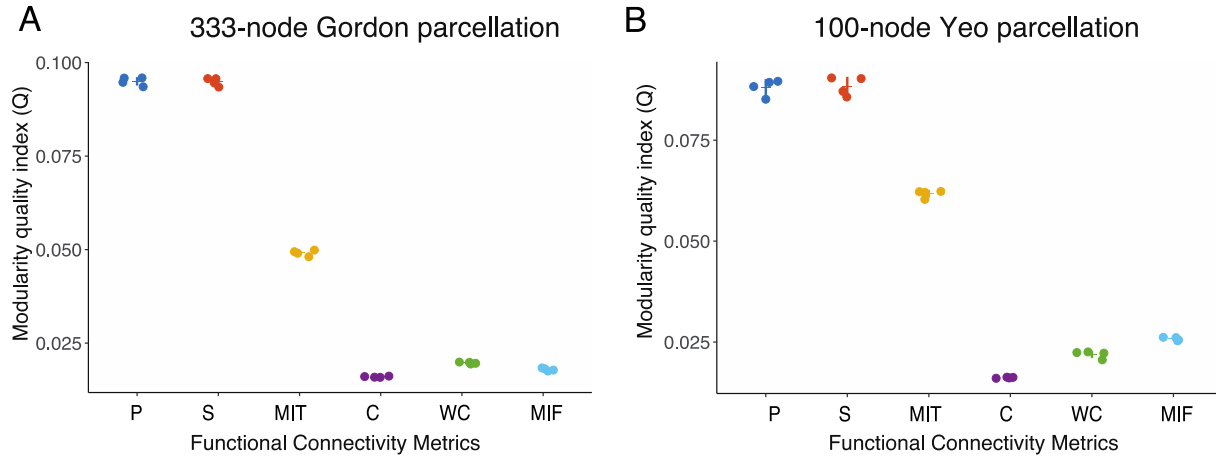 A
333-node Gordon parcellation
Modularity quality index (Q)
0.100
0.075
0.050
0.025
P S MIT C WC MIF
Functional Connectivity Metrics
B
100-node Yeo parcellation
Modularity quality index (Q)
0.075
0.050
0.025
P S MIT C WC MIF
Functional Connectivity Metrics